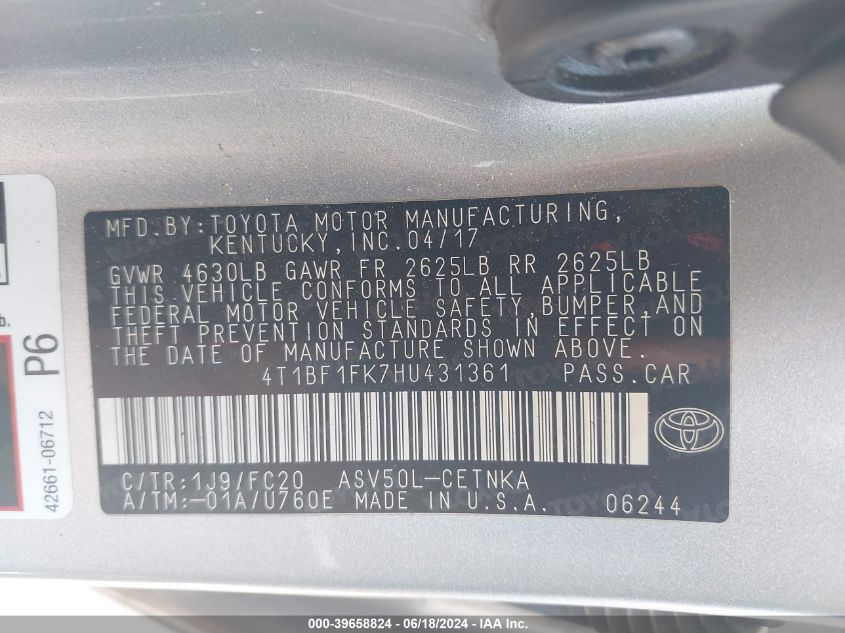 MFD.BY:TOYOTA MOTOR MANUFACTURING,
KENTUCKY,INC.04/17
GVWR 4630LB GAWR FR 2625LB RR 2625LB
THIS VEHICLE CONFORMS TO ALL APPLICABLE
FEDERAL MOTOR VEHICLE SAFETY,BUMPER,AND
THEFT PREVENTION STANDARDS IN EFFECT ON
THE DATE OF MANUFACTURE SHOWN ABOVE.
4T1BF1FK7HU431361 PASS.CAR
C/TR:1J9/FC20 ASV50L-CETNKA
A/TM:-01A/U760E MADE IN U.S.A. 06244
P6
42661-06712
b.
000-39658824 - 06/18/2024 - IAA Inc.